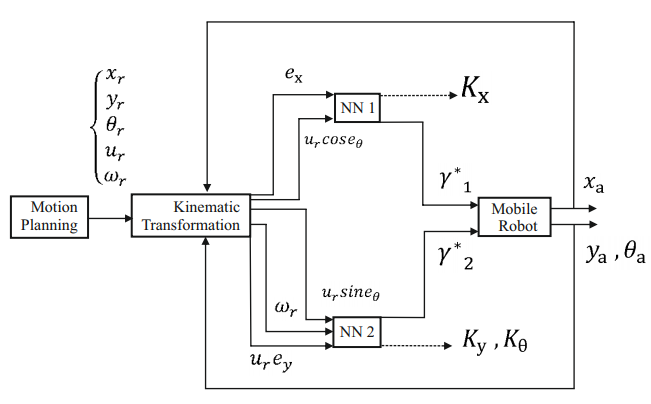 x_r
y_r
θ_r
u_r
ω_r
Motion
Planning
Kinematic
Transformation
e_x
u_r cose_θ
NN 1
K_x
γ*_1
Mobile
Robot
x_a
y_a , θ_a
γ*_2
u_r sine_θ
ω_r
NN 2
u_r e_y
K_y , K_θ